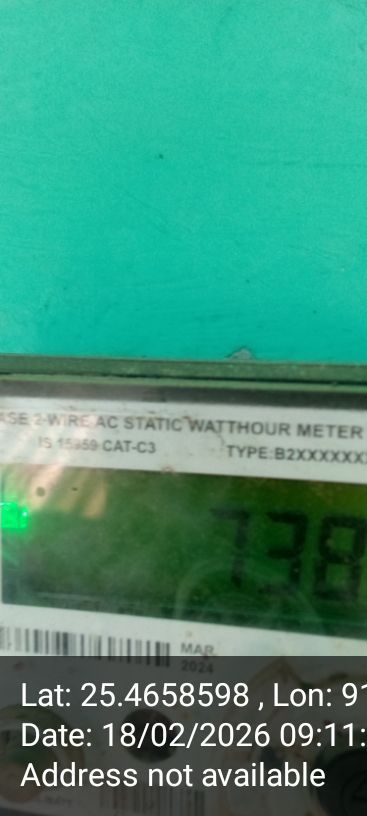 ASE 2-WIRE AC STATIC WATTHOUR METER
IS 15959 CAT-C3 TYPE:B2XXXXXXX
738
MAR
2024
Lat: 25.4658598 , Lon: 91
Date: 18/02/2026 09:11:
Address not available